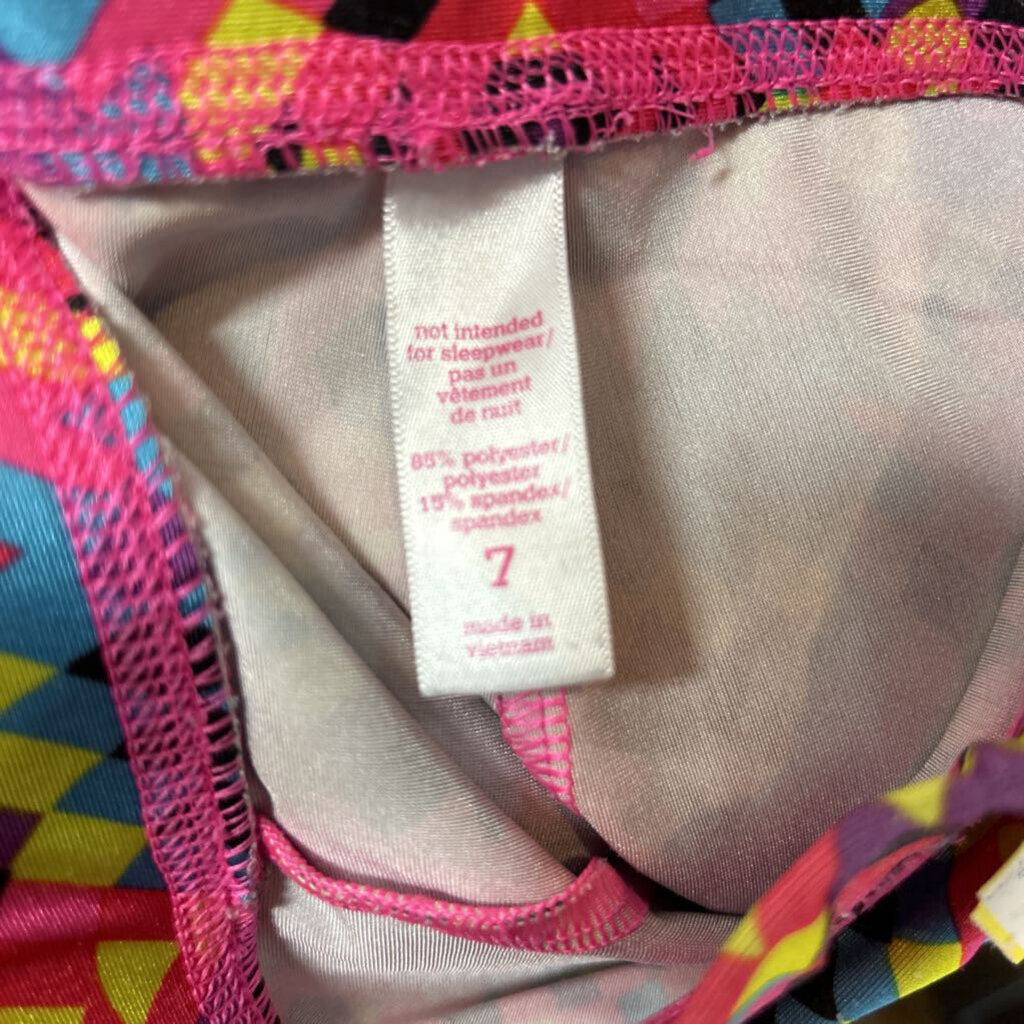 not intended
for sleepwear/
pas un
vêtement
de nuit
85% polyester/
polyester
15% spandex/
spandex
7
made in
vietnam